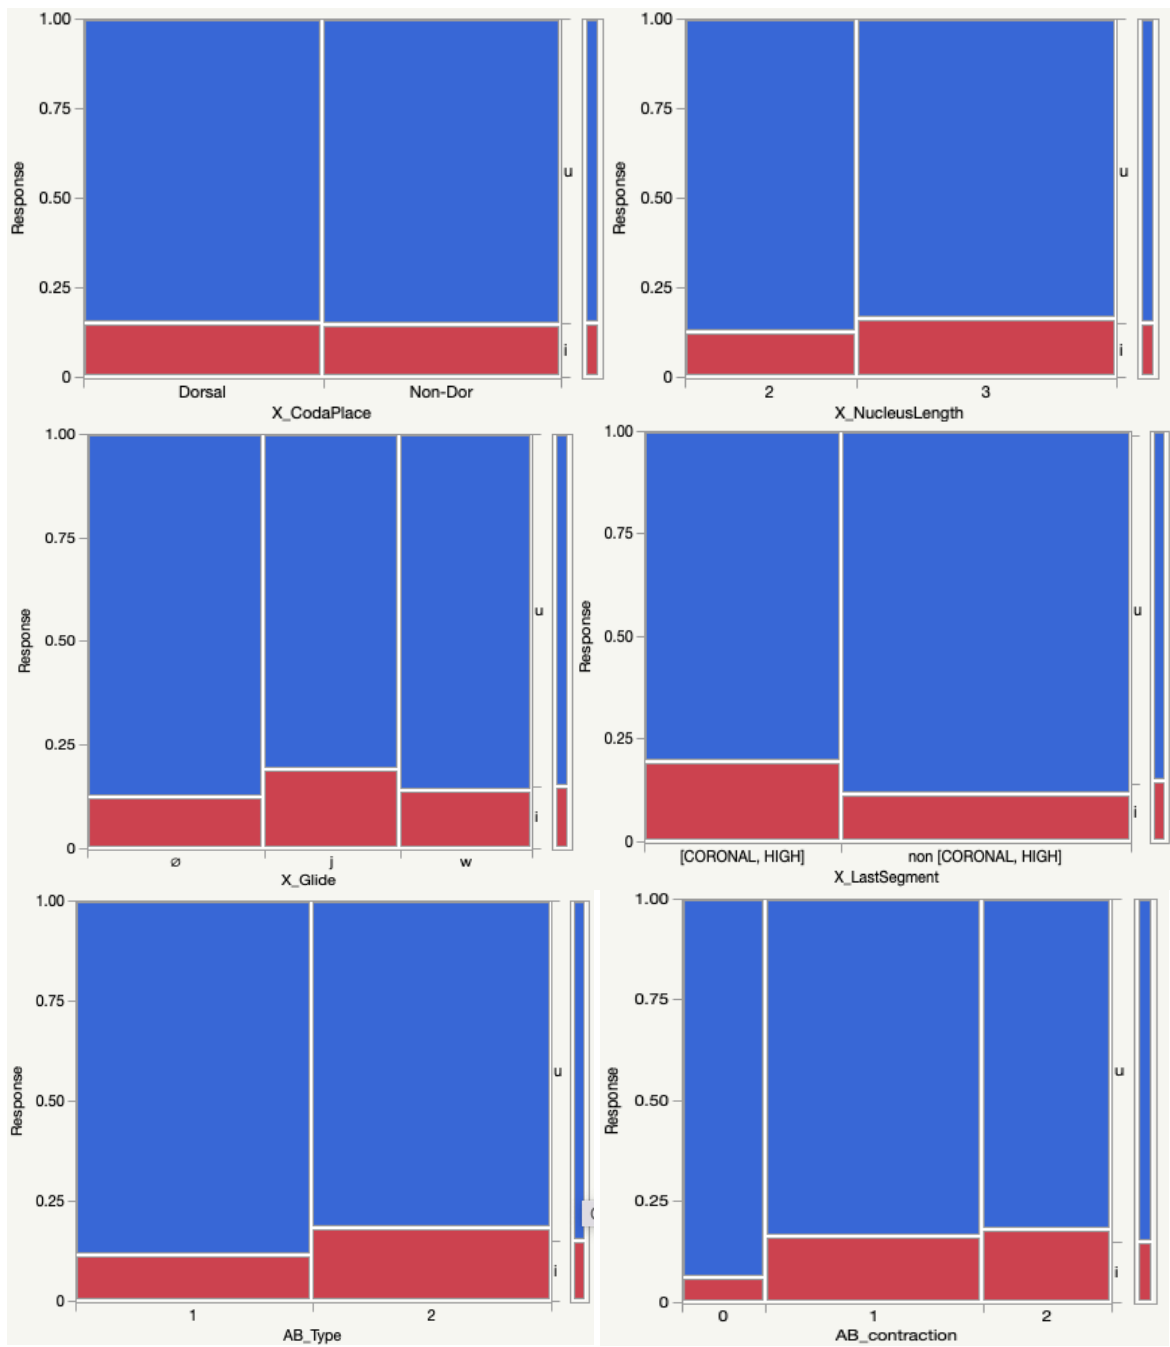 1.00
0.75
0.50
0.25
0
Response
u
i
Dorsal Non-Dor
X_CodaPlace
1.00
0.75
0.50
0.25
0
Response
u
i
2 3
X_NucleusLength
1.00
0.75
0.50
0.25
0
Response
u
i
ø j w
X_Glide
1.00
0.75
0.50
0.25
0
Response
u
i
[CORONAL, HIGH] non [CORONAL, HIGH]
X_LastSegment
1.00
0.75
0.50
0.25
0
Response
u
i
1 2
AB_Type
1.00
0.75
0.50
0.25
0
Response
u
i
0 1 2
AB_contraction